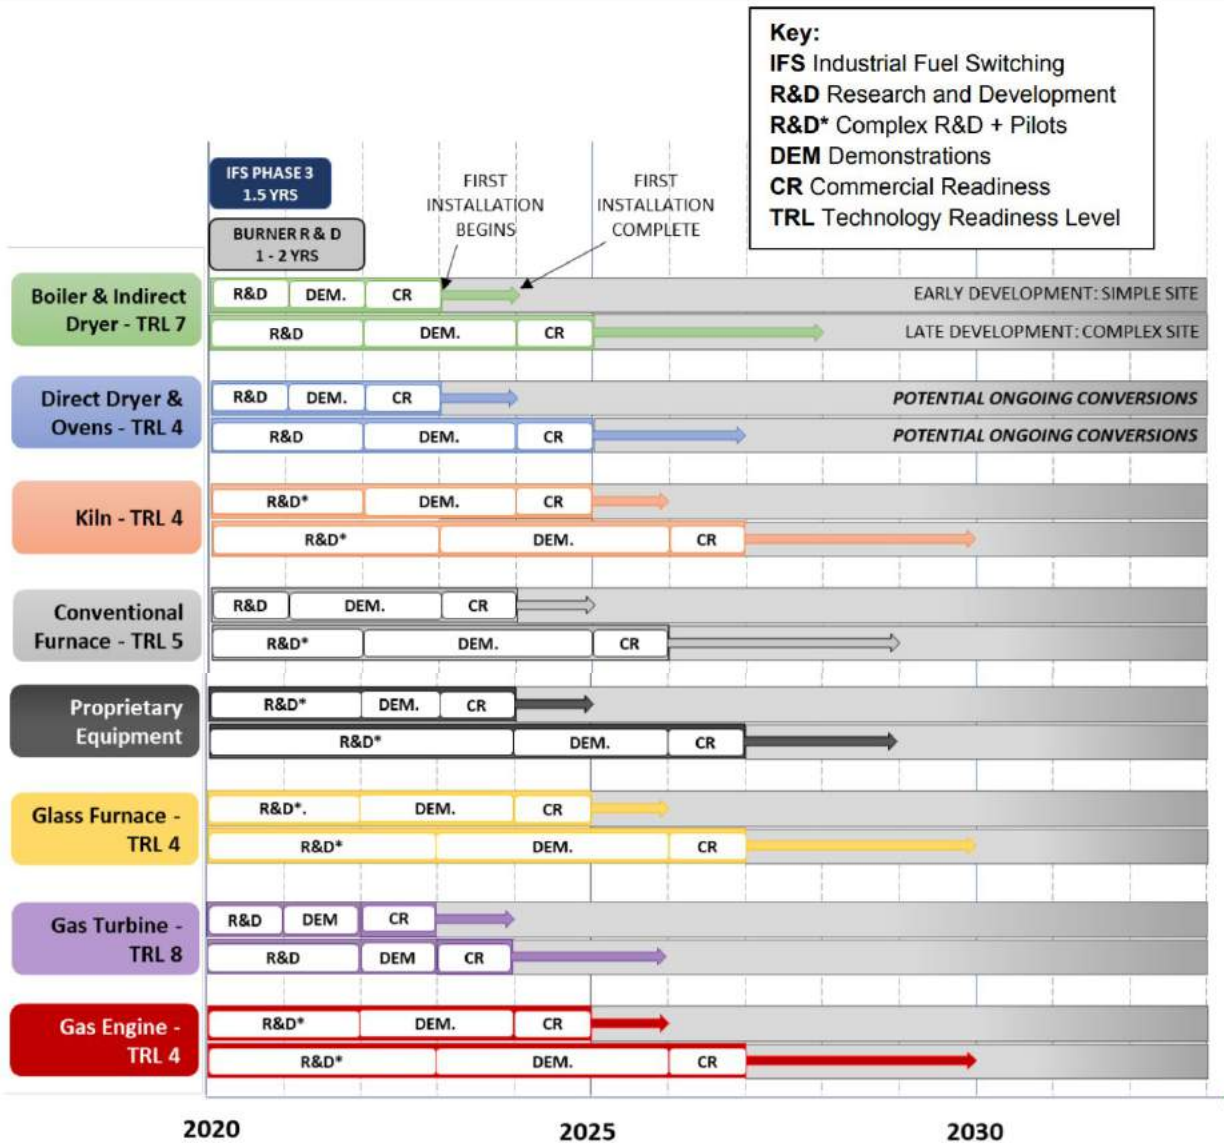 Key:
IFS Industrial Fuel Switching
R&D Research and Development
R&D* Complex R&D + Pilots
DEM Demonstrations
CR Commercial Readiness
TRL Technology Readiness Level
IFS PHASE 3
1.5 YRS
BURNER R & D
1 - 2 YRS
FIRST
INSTALLATION
BEGINS
FIRST
INSTALLATION
COMPLETE
Boiler & Indirect
Dryer - TRL 7
R&D DEM. CR EARLY DEVELOPMENT: SIMPLE SITE
R&D DEM. CR LATE DEVELOPMENT: COMPLEX SITE
Direct Dryer &
Ovens - TRL 4
R&D DEM. CR POTENTIAL ONGOING CONVERSIONS
R&D DEM. CR POTENTIAL ONGOING CONVERSIONS
Kiln - TRL 4
R&D* DEM. CR
R&D* DEM. CR
Conventional
Furnace - TRL 5
R&D DEM. CR
R&D* DEM. CR
Proprietary
Equipment
R&D* DEM. CR
R&D* DEM. CR
Glass Furnace -
TRL 4
R&D*. DEM. CR
R&D* DEM. CR
Gas Turbine -
TRL 8
R&D DEM CR
R&D DEM CR
Gas Engine -
TRL 4
R&D* DEM. CR
R&D* DEM. CR
2020 2025 2030